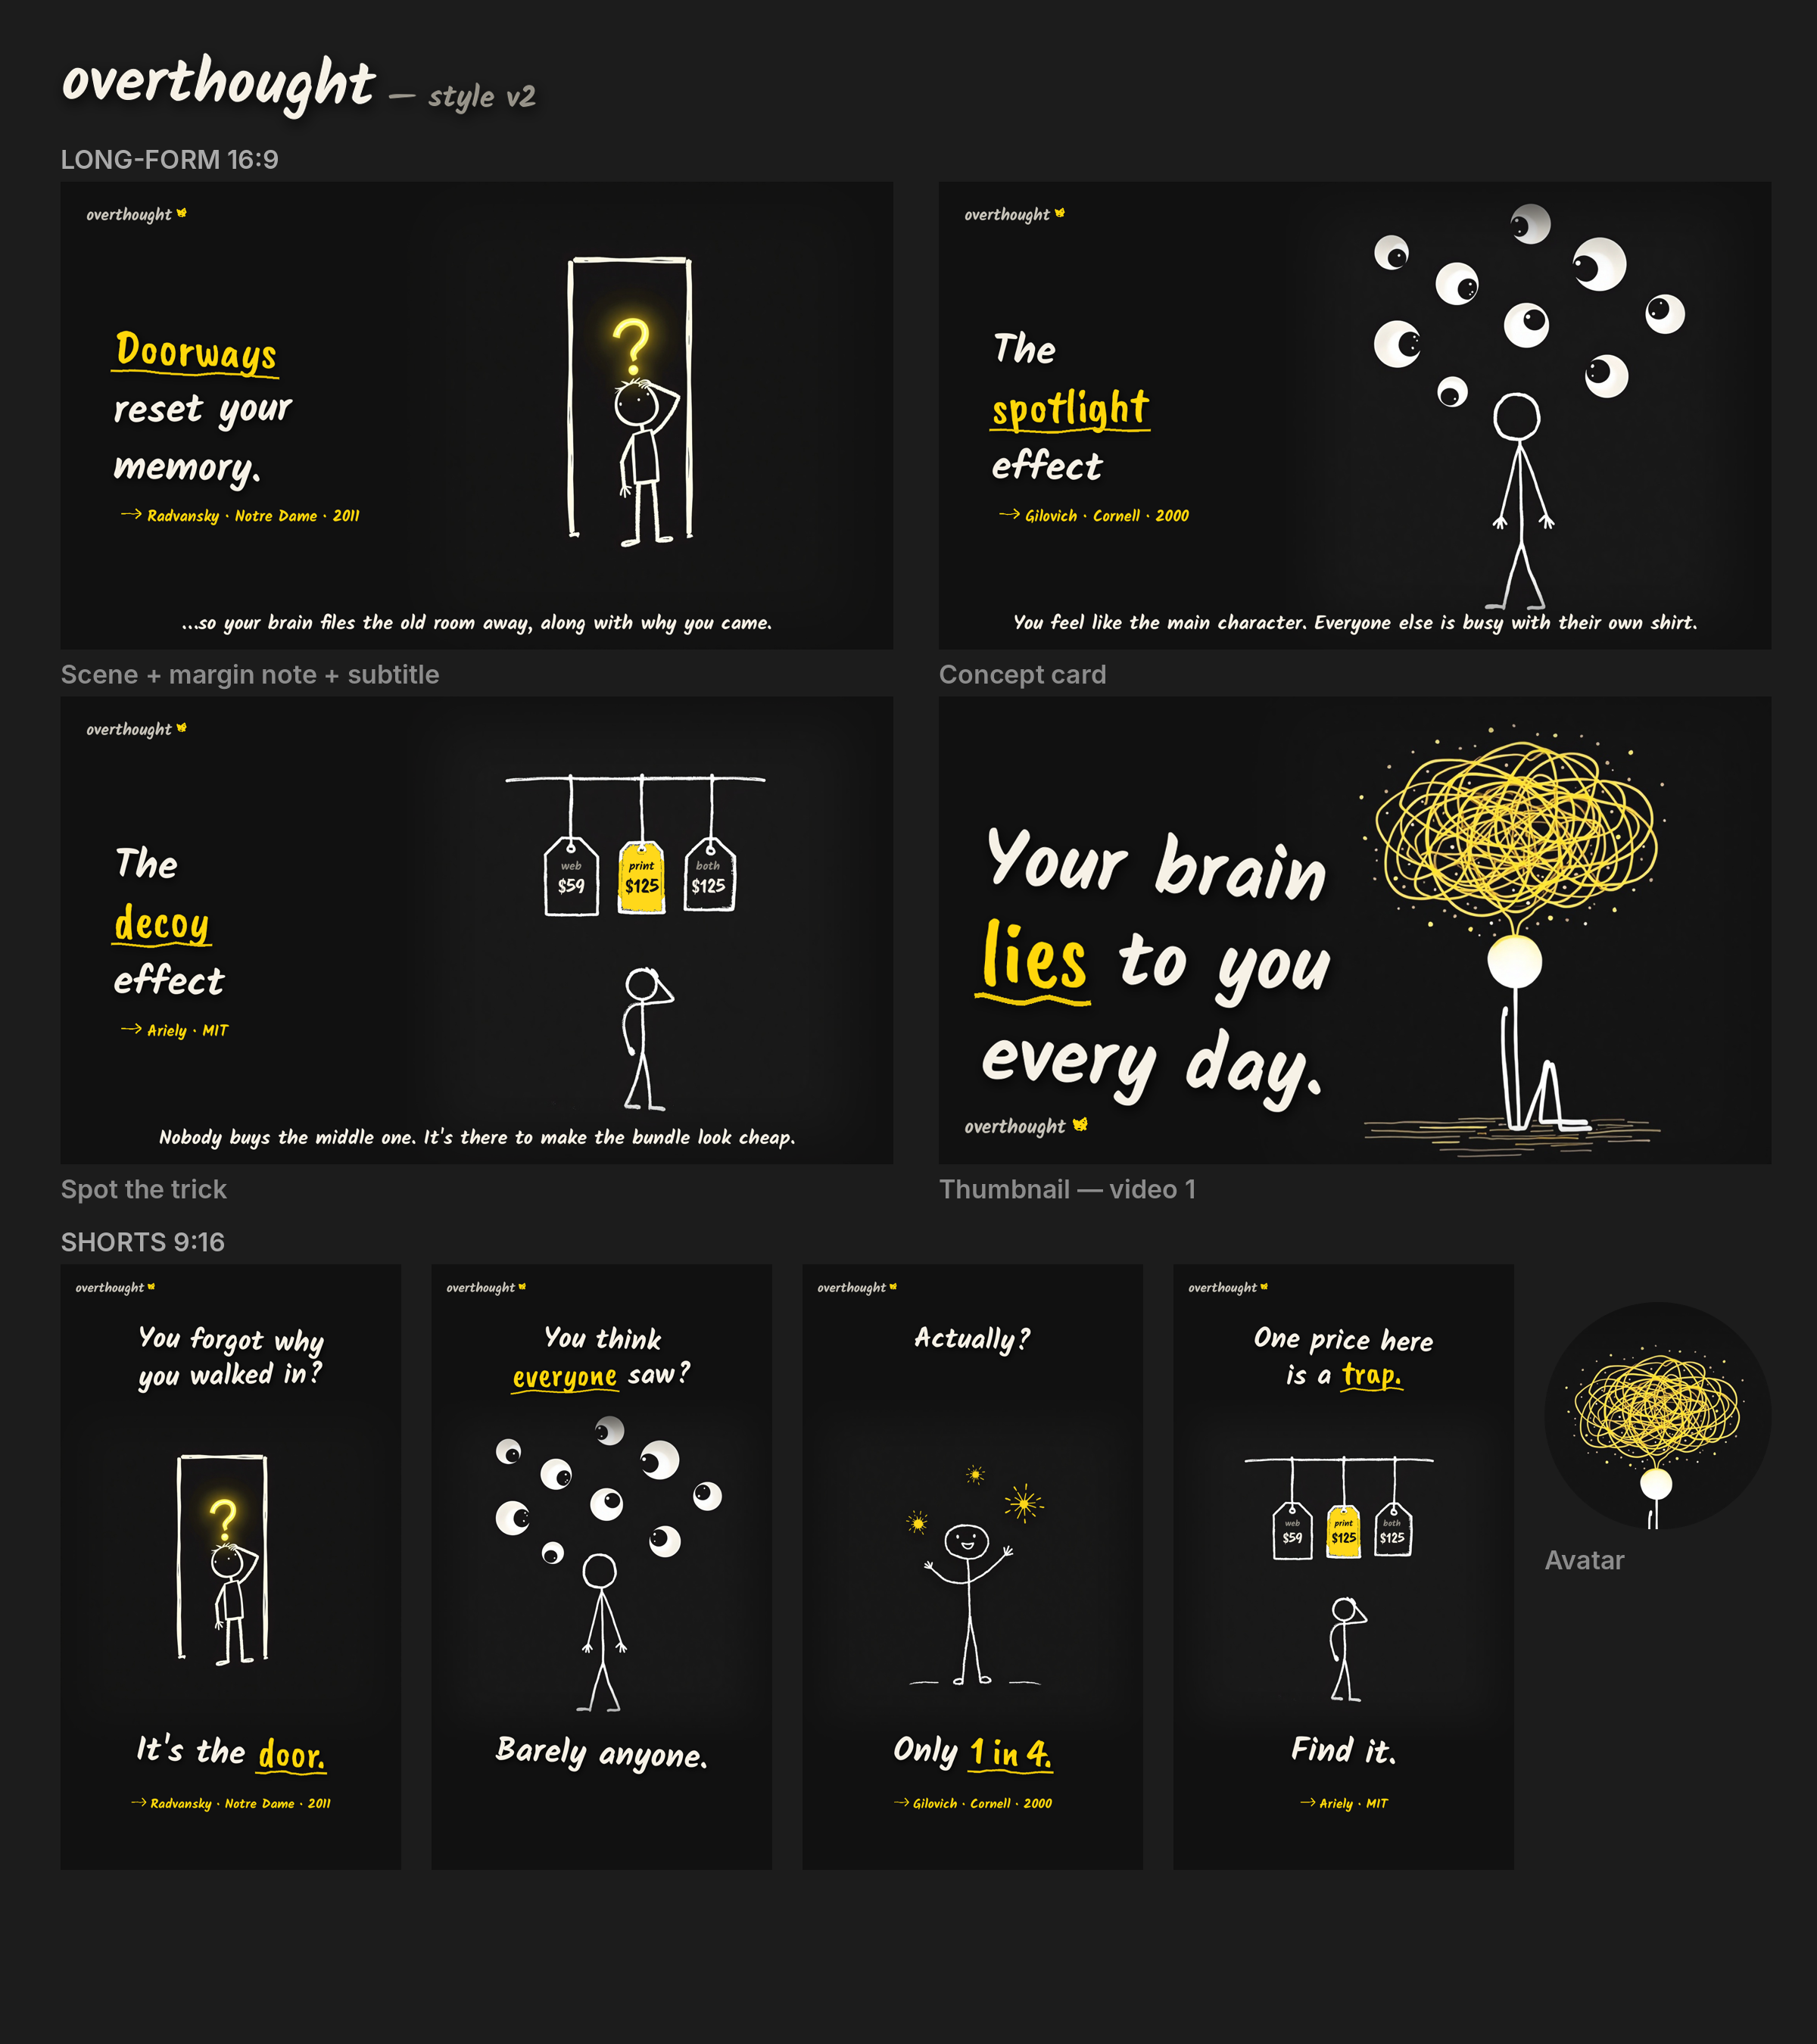 overthought — style v2
LONG-FORM 16:9
overthought
Doorways
reset your
memory.
→ Radvansky · Notre Dame · 2011
?
...so your brain files the old room away, along with why you came.
Scene + margin note + subtitle
overthought
The
spotlight
effect
→ Gilovich · Cornell · 2000
You feel like the main character. Everyone else is busy with their own shirt.
Concept card
overthought
The
decoy
effect
→ Ariely · MIT
web
$59
print
$125
both
$125
Nobody buys the middle one. It's there to make the bundle look cheap.
Spot the trick
Your brain
lies to you
every day.
overthought
Thumbnail — video 1
SHORTS 9:16
overthought
You forgot why
you walked in?
?
It's the door.
→ Radvansky · Notre Dame · 2011
overthought
You think
everyone saw?
Barely anyone.
overthought
Actually?
Only 1 in 4.
→ Gilovich · Cornell · 2000
overthought
One price here
is a trap.
web
$59
print
$125
both
$125
Find it.
→ Ariely · MIT
Avatar